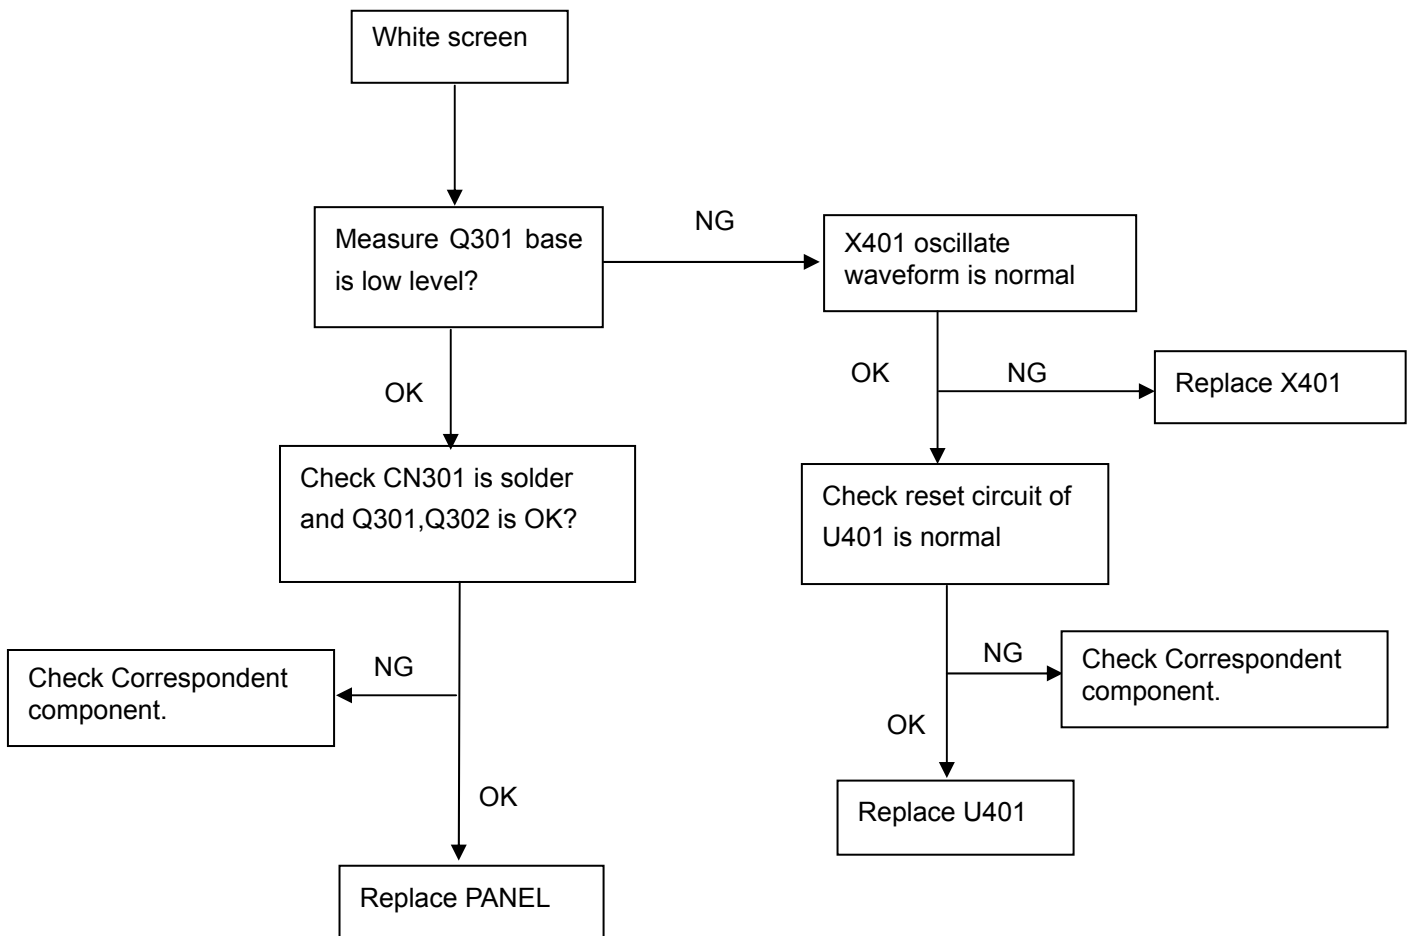 White screen
Measure Q301 base
is low level?
NG
X401 oscillate
waveform is normal
OK
NG
Replace X401
OK
Check CN301 is solder
and Q301,Q302 is OK?
Check reset circuit of
U401 is normal
NG
Check Correspondent
component.
NG
Check Correspondent
component.
OK
Replace U401
OK
Replace PANEL